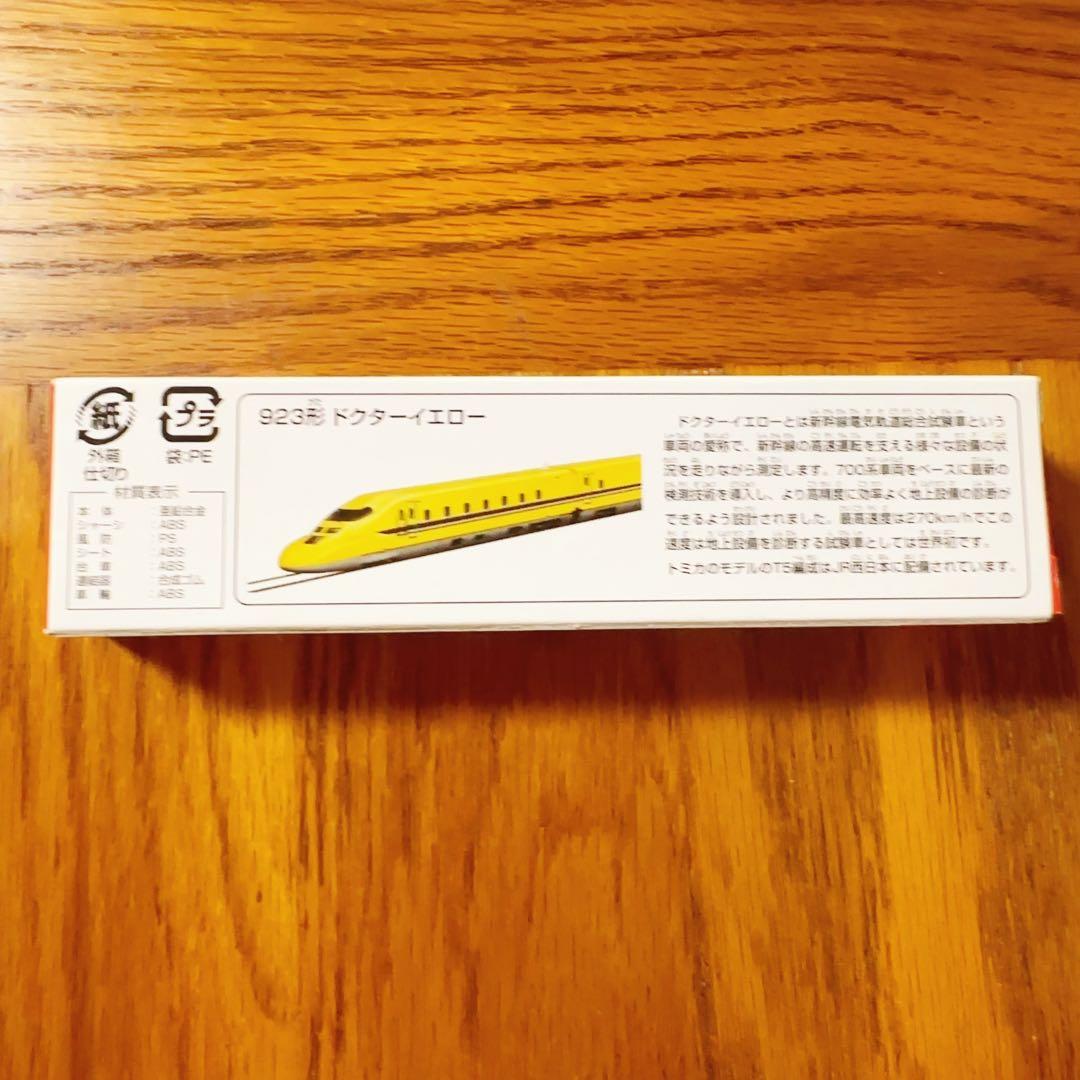 紙
プラ
外箱
仕切り
袋:PE
材質表示
本体:亜鉛合金
シャーシ:ABS
風防:PS
シート:ABS
台車:ABS
連結器:合成ゴム
車輪:ABS
923形 ドクターイエロー
ドクターイエローとは新幹線電気軌道総合試験車という
車両の愛称で、新幹線の高速運転を支える様々な設備の状
況を走りながら測定します。700系車両をベースに最新の
検測技術を導入し、より高精度に効率よく地上設備の診断が
できるよう設計されました。最高速度は270km/hでこの
速度は地上設備を診断する試験車としては世界初です。
トミカのモデルのT5編成はJR西日本に配備されています。